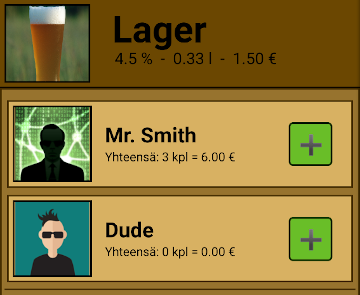 Lager
4.5 % - 0.33 l - 1.50 €
Mr. Smith
Yhteensä: 3 kpl = 6.00 €
Dude
Yhteensä: 0 kpl = 0.00 €